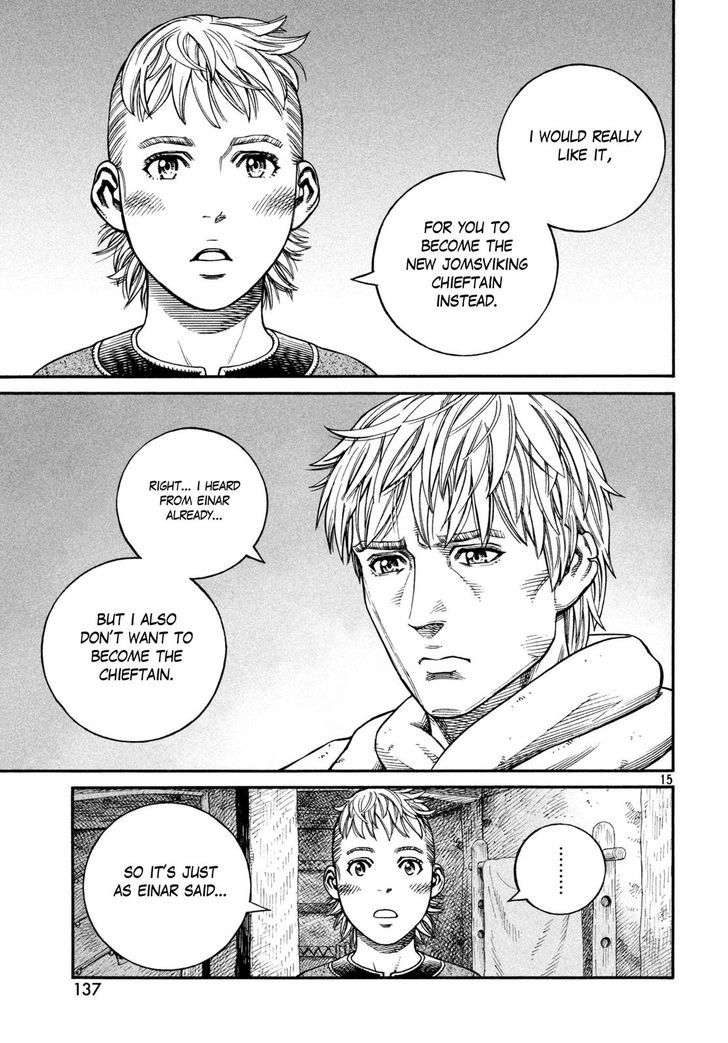 I WOULD REALLY
LIKE IT,
FOR YOU TO
BECOME THE
NEW JOMSVIKING
CHIEFTAIN
INSTEAD.
RIGHT... I HEARD
FROM EINAR
ALREADY...
BUT I ALSO
DON'T WANT TO
BECOME THE
CHIEFTAIN.
15
SO IT'S JUST
AS EINAR SAID...
.........
137